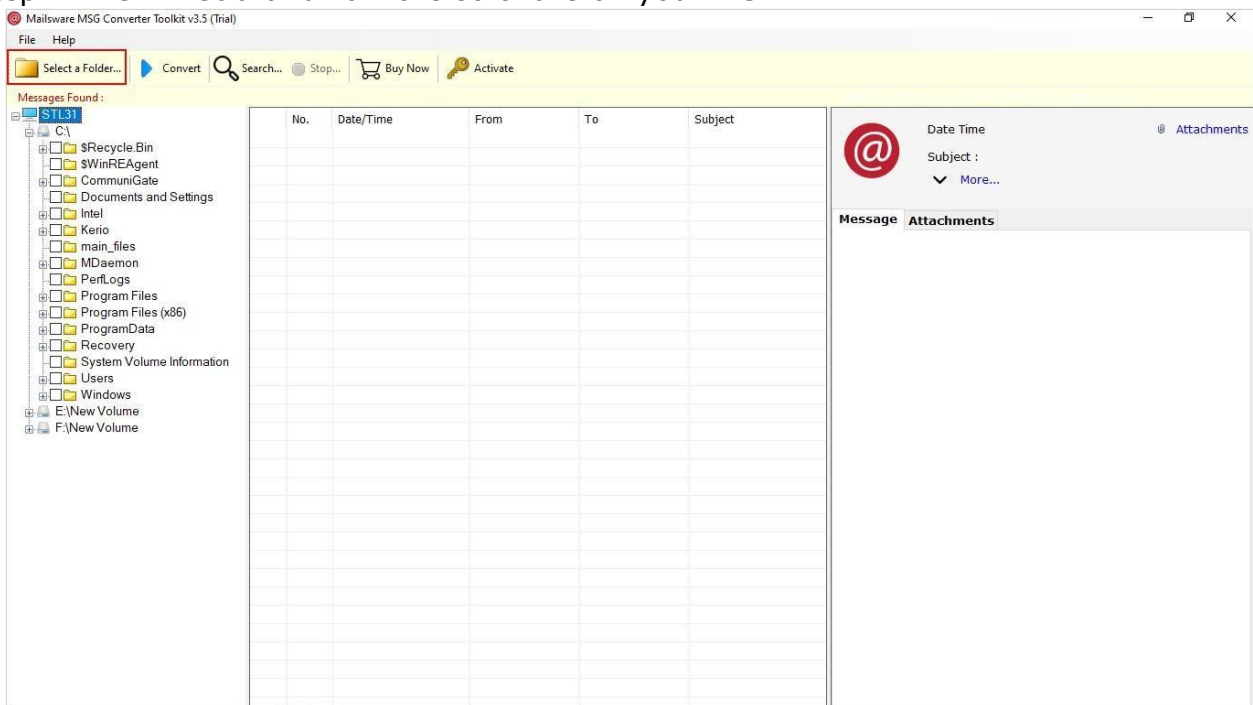 Mailsware MSG Converter Toolkit v3.5 (Trial)
File Help
Select a Folder... Convert Search... Stop... Buy Now Activate
Messages Found :
STL31
C:\
$Recycle.Bin
$WinREAgent
CommuniGate
Documents and Settings
Intel
Kerio
main_files
MDaemon
PerfLogs
Program Files
Program Files (x86)
ProgramData
Recovery
System Volume Information
Users
Windows
E:\New Volume
F:\New Volume
No. Date/Time From To Subject
Date Time Attachments
Subject :
More...
Message Attachments